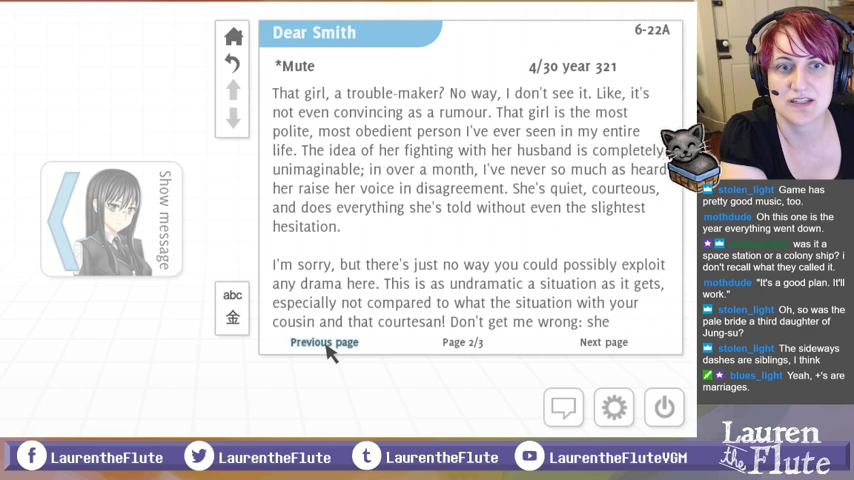 Dear Smith
6-22A
*Mute
4/30 year 321
That girl, a trouble-maker? No way, I don't see it. Like, it's
not even convincing as a rumour. That girl is the most
polite, most obedient person I've ever seen in my entire
life. The idea of her fighting with her husband is completely
unimaginable; in over a month, I've never so much as heard
her raise her voice in disagreement. She's quiet, courteous,
and does everything she's told without even the slightest
hesitation.
I'm sorry, but there's just no way you could possibly exploit
any drama here. This is as undramatic a situation as it gets,
especially not compared to what the situation with your
cousin and that courtesan! Don't get me wrong: she
Previous page
Page 2/3
Next page
Show message
abc
金
stolen_light Game has
pretty good music, too.
mothdude Oh this one is the
year everything went down.
was it a
space station or a colony ship? i
don't recall what they called it.
mothdude "It's a good plan. It'll
work."
stolen_light Oh, so was the
pale bride a third daughter of
Jung-su?
stolen_light The sideways
dashes are siblings, I think
blues_light Yeah, +'s are
marriages.
Lauren
the Flute
LaurentheFlute
LaurentheFlute
LaurentheFlute
LaurentheFluteVGM